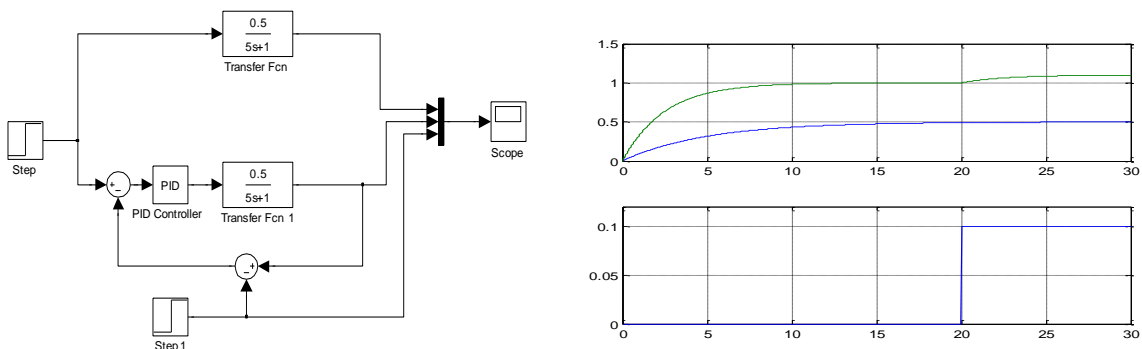 0.5
5s+1
Transfer Fcn
Step
Scope
+
-
PID
PID Controller
0.5
5s+1
Transfer Fcn 1
-
+
Step 1
1.5
1
0.5
0
0 5 10 15 20 25 30
0.1
0.05
0
0 5 10 15 20 25 30